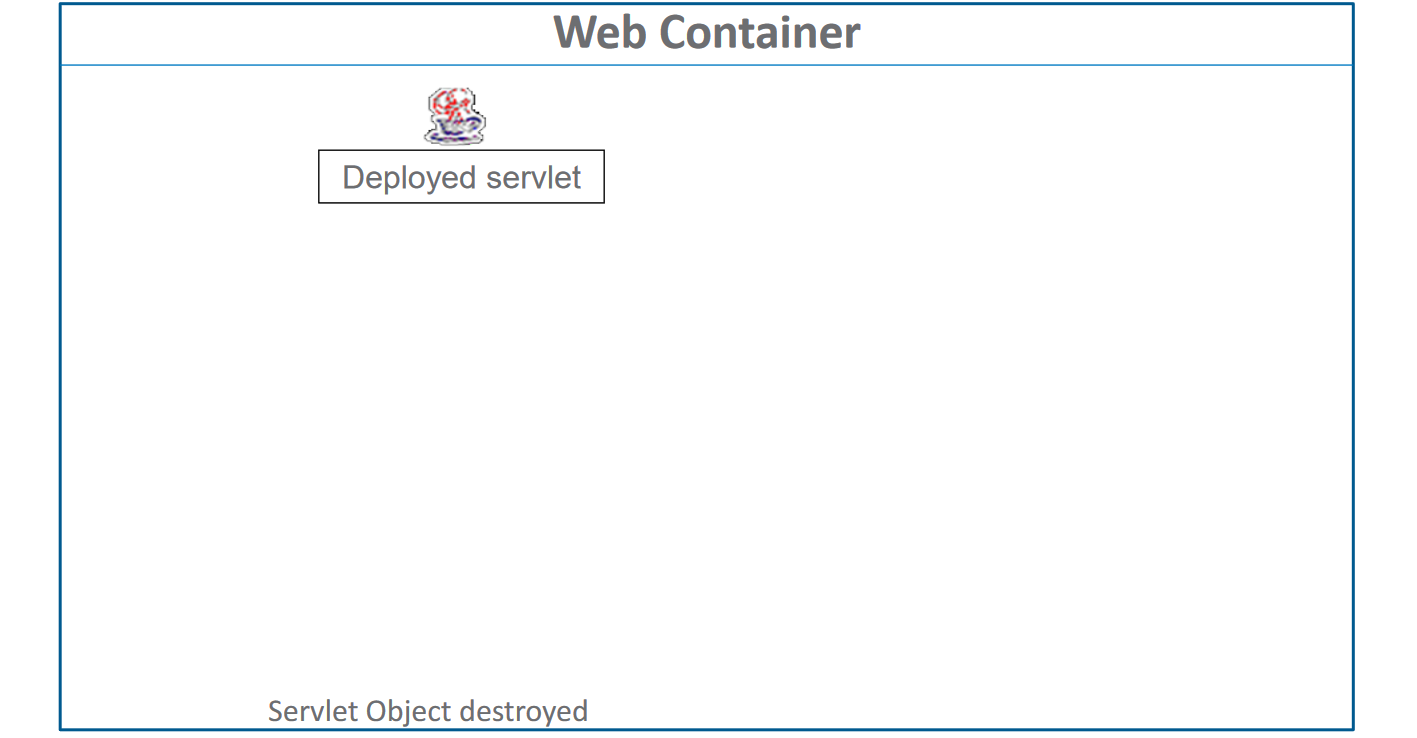 Web Container
Deployed servlet
Servlet Object destroyed